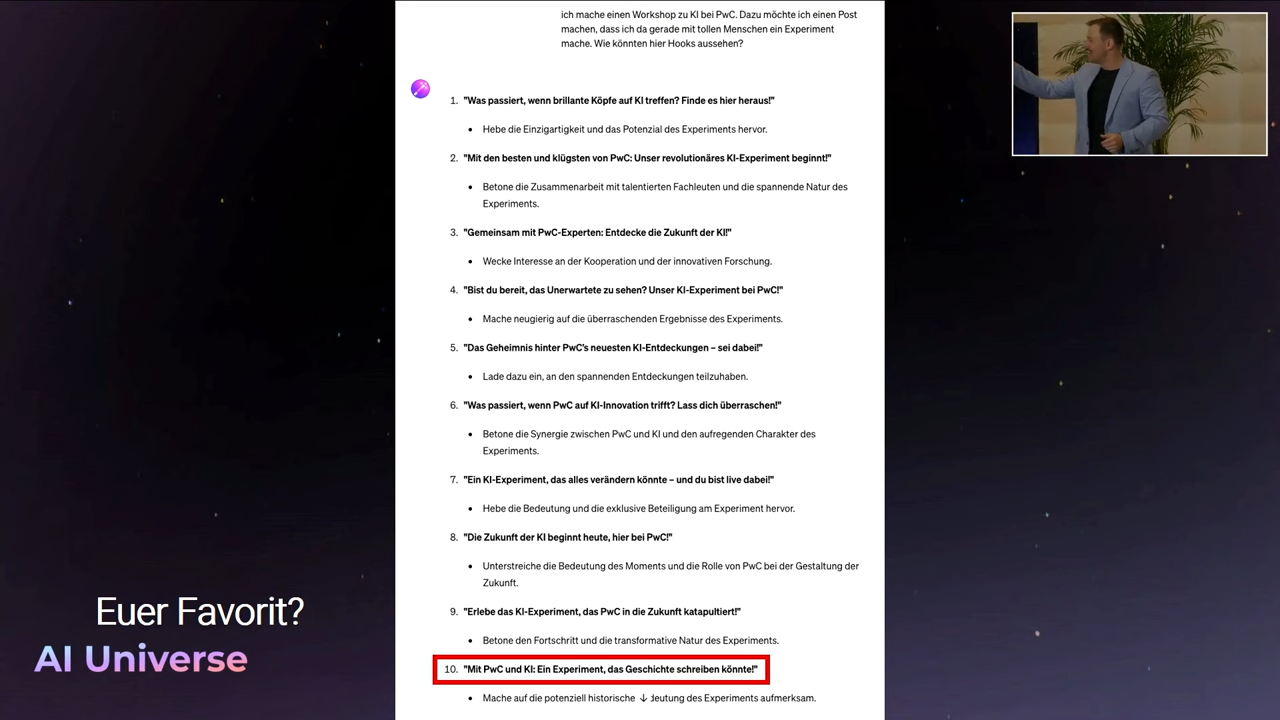 ich mache einen Workshop zu KI bei PwC. Dazu möchte ich einen Post
machen, dass ich da gerade mit tollen Menschen ein Experiment
mache. Wie könnten hier Hooks aussehen?
1. "Was passiert, wenn brillante Köpfe auf KI treffen? Finde es hier heraus!"
• Hebe die Einzigartigkeit und das Potenzial des Experiments hervor.
2. "Mit den besten und klügsten von PwC: Unser revolutionäres KI-Experiment beginnt!"
• Betone die Zusammenarbeit mit talentierten Fachleuten und die spannende Natur des
Experiments.
3. "Gemeinsam mit PwC-Experten: Entdecke die Zukunft der KI!"
• Wecke Interesse an der Kooperation und der innovativen Forschung.
4. "Bist du bereit, das Unerwartete zu sehen? Unser KI-Experiment bei PwC!"
• Mache neugierig auf die überraschenden Ergebnisse des Experiments.
5. "Das Geheimnis hinter PwC's neuesten KI-Entdeckungen – sei dabei!"
• Lade dazu ein, an den spannenden Entdeckungen teilzuhaben.
6. "Was passiert, wenn PwC auf KI-Innovation trifft? Lass dich überraschen!"
• Betone die Synergie zwischen PwC und KI und den aufregenden Charakter des
Experiments.
7. "Ein KI-Experiment, das alles verändern könnte – und du bist live dabei!"
• Hebe die Bedeutung und die exklusive Beteiligung am Experiment hervor.
8. "Die Zukunft der KI beginnt heute, hier bei PwC!"
• Unterstreiche die Bedeutung des Moments und die Rolle von PwC bei der Gestaltung der
Zukunft.
9. "Erlebe das KI-Experiment, das PwC in die Zukunft katapultiert!"
• Betone den Fortschritt und die transformative Natur des Experiments.
10. "Mit PwC und KI: Ein Experiment, das Geschichte schreiben könnte!"
• Mache auf die potenziell historische ↓ deutung des Experiments aufmerksam.
Euer Favorit?
AI Universe